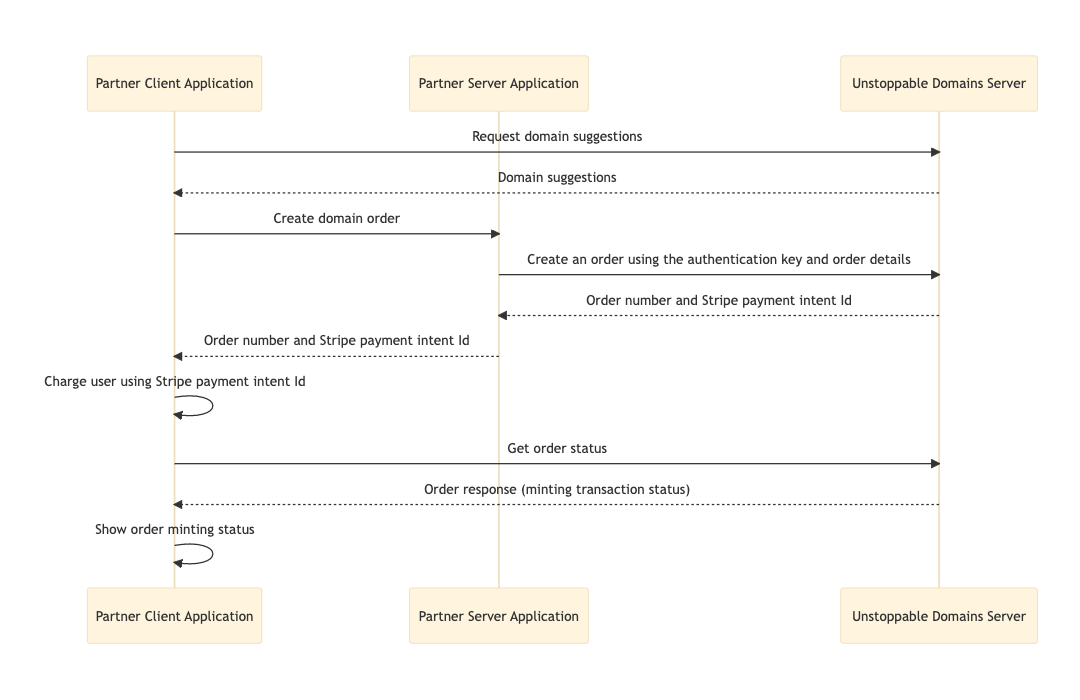 Partner Client Application
Partner Server Application
Unstoppable Domains Server
Request domain suggestions
Domain suggestions
Create domain order
Create an order using the authentication key and order details
Order number and Stripe payment intent Id
Order number and Stripe payment intent Id
Charge user using Stripe payment intent Id
Get order status
Order response (minting transaction status)
Show order minting status
Partner Client Application
Partner Server Application
Unstoppable Domains Server